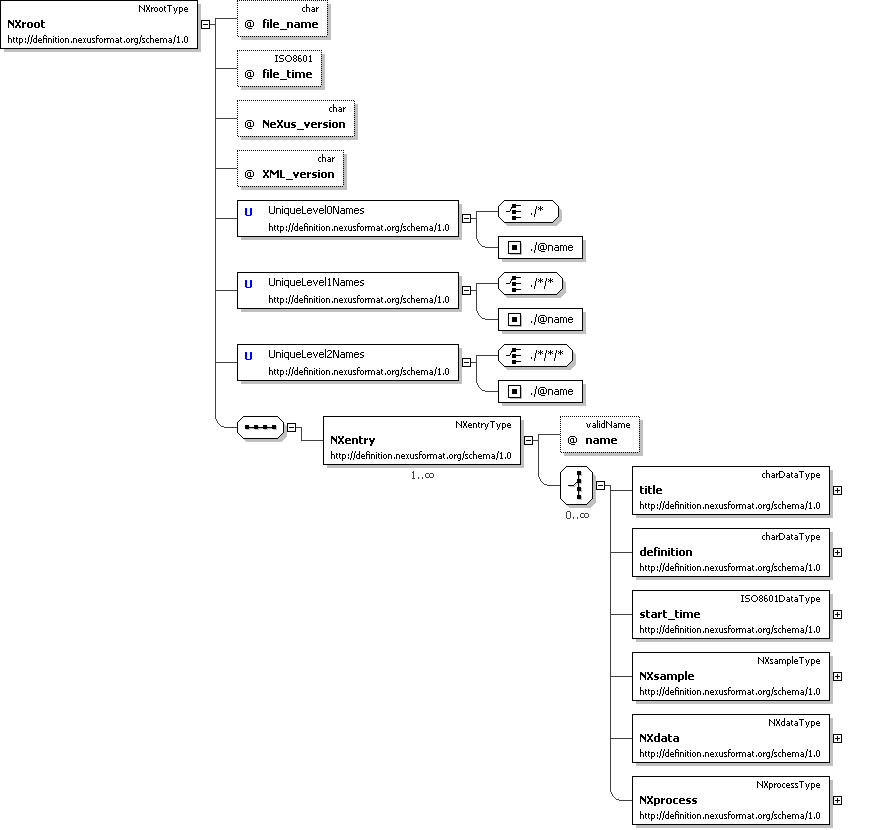 NXrootType
NXroot
http://definition.nexusformat.org/schema/1.0
char
@ file_name
ISO8601
@ file_time
char
@ NeXus_version
char
@ XML_version
U UniqueLevel0Names
http://definition.nexusformat.org/schema/1.0
./*
./@name
U UniqueLevel1Names
http://definition.nexusformat.org/schema/1.0
./*/*
./@name
U UniqueLevel2Names
http://definition.nexusformat.org/schema/1.0
./*/*/*
./@name
NXentryType
NXentry
http://definition.nexusformat.org/schema/1.0
1..∞
validName
@ name
0..∞
charDataType
title
http://definition.nexusformat.org/schema/1.0
charDataType
definition
http://definition.nexusformat.org/schema/1.0
ISO8601DataType
start_time
http://definition.nexusformat.org/schema/1.0
NXsampleType
NXsample
http://definition.nexusformat.org/schema/1.0
NXdataType
NXdata
http://definition.nexusformat.org/schema/1.0
NXprocessType
NXprocess
http://definition.nexusformat.org/schema/1.0